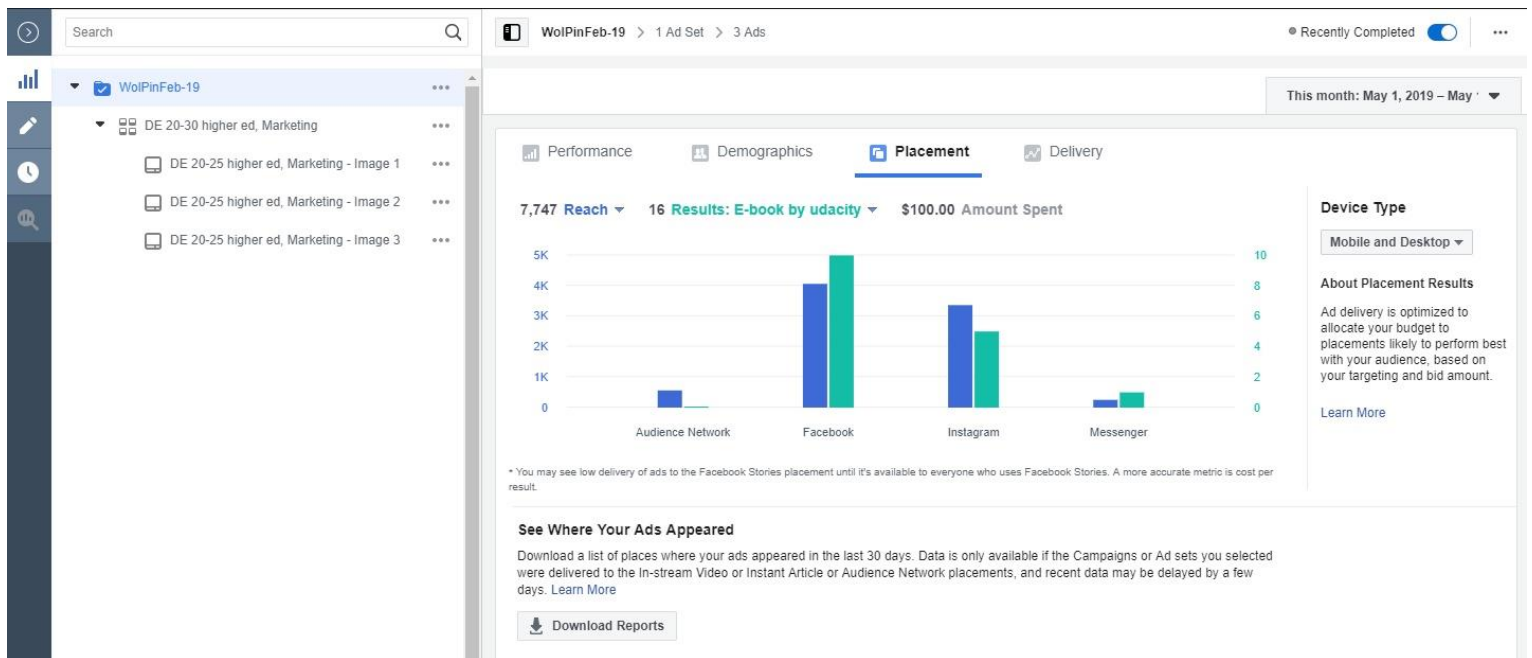 Search
WolPinFeb-19
DE 20-30 higher ed, Marketing
DE 20-25 higher ed, Marketing - Image 1
DE 20-25 higher ed, Marketing - Image 2
DE 20-25 higher ed, Marketing - Image 3
WolPinFeb-19 > 1 Ad Set > 3 Ads
Recently Completed
This month: May 1, 2019 – May
Performance Demographics Placement Delivery
7,747 Reach 16 Results: E-book by udacity $100.00 Amount Spent
5K 10
4K 8
3K 6
2K 4
1K 2
0 0
Audience Network Facebook Instagram Messenger
* You may see low delivery of ads to the Facebook Stories placement until it's available to everyone who uses Facebook Stories. A more accurate metric is cost per
result.
Device Type
Mobile and Desktop
About Placement Results
Ad delivery is optimized to
allocate your budget to
placements likely to perform best
with your audience, based on
your targeting and bid amount.
Learn More
See Where Your Ads Appeared
Download a list of places where your ads appeared in the last 30 days. Data is only available if the Campaigns or Ad sets you selected
were delivered to the In-stream Video or Instant Article or Audience Network placements, and recent data may be delayed by a few
days. Learn More
Download Reports